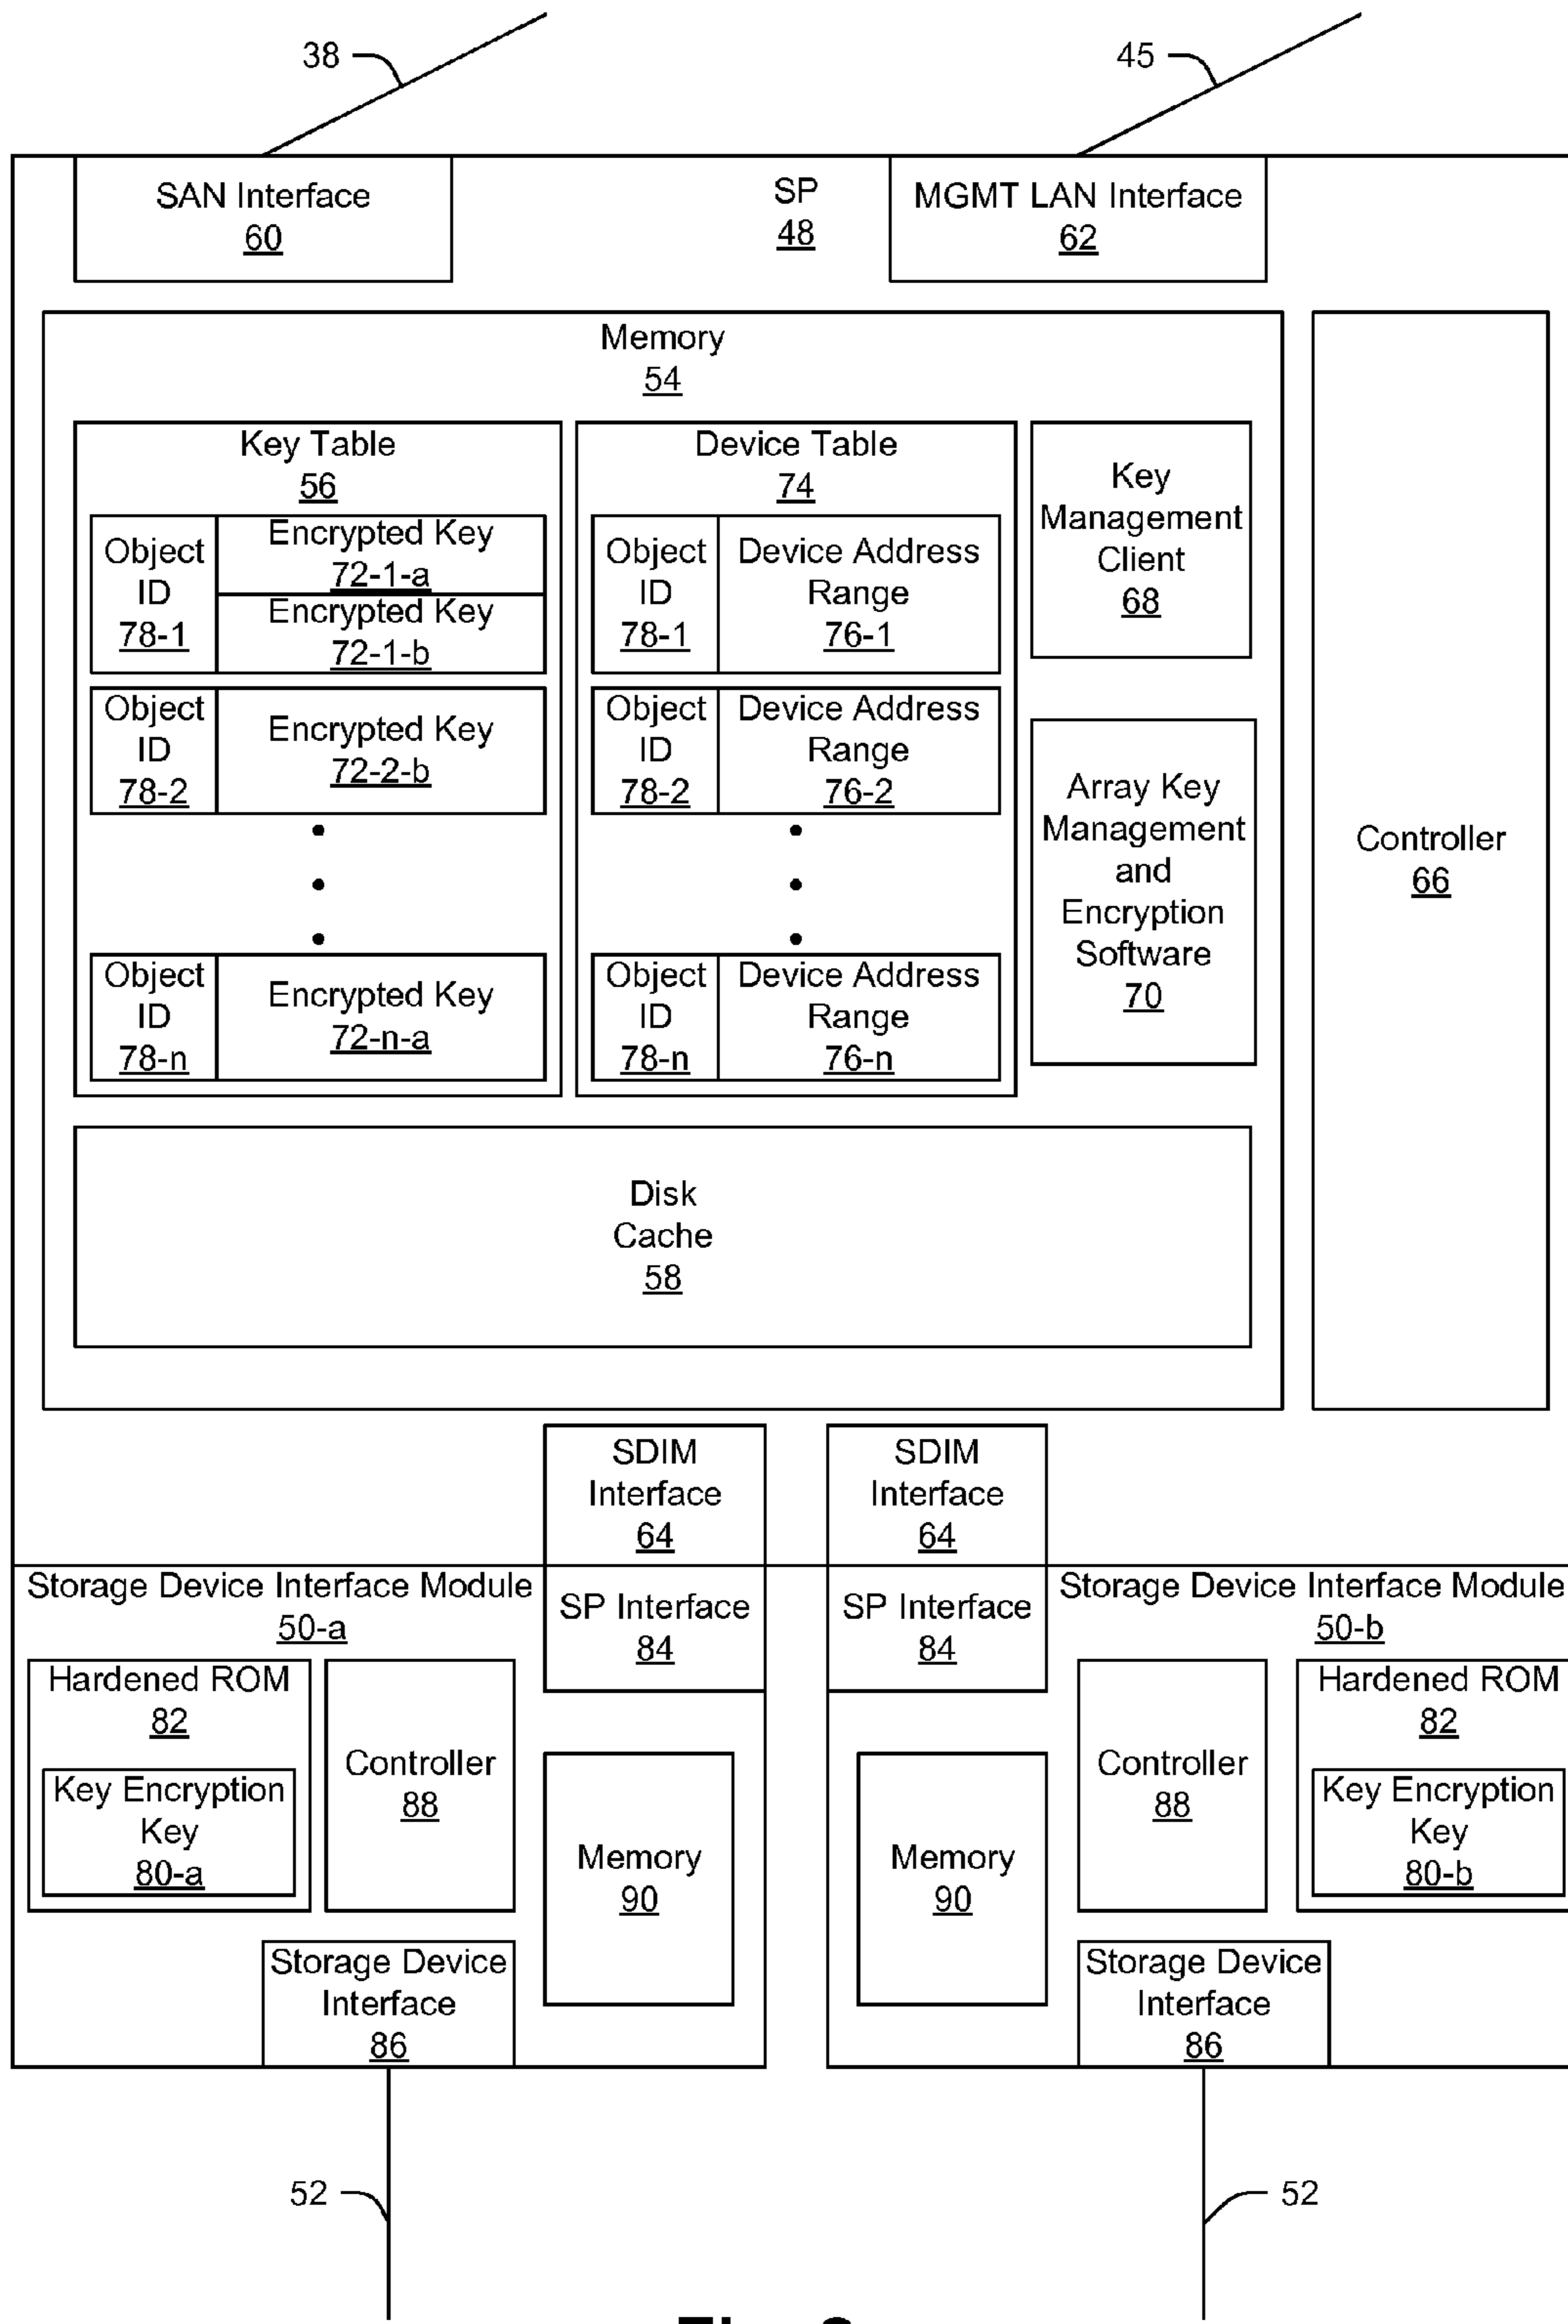 38
45
SAN Interface
60
SP
48
MGMT LAN Interface
62
Memory
54
Key Table
56
Object
ID
78-1
Encrypted Key
72-1-a
Encrypted Key
72-1-b
Object
ID
78-2
Encrypted Key
72-2-b
Object
ID
78-n
Encrypted Key
72-n-a
Device Table
74
Object
ID
78-1
Device Address
Range
76-1
Object
ID
78-2
Device Address
Range
76-2
Object
ID
78-n
Device Address
Range
76-n
Key
Management
Client
68
Array Key
Management
and
Encryption
Software
70
Controller
66
Disk
Cache
58
SDIM
Interface
64
SDIM
Interface
64
Storage Device Interface Module
50-a
SP Interface
84
Hardened ROM
82
Key Encryption
Key
80-a
Controller
88
Memory
90
Storage Device
Interface
86
SP Interface
84
Storage Device Interface Module
50-b
Memory
90
Controller
88
Hardened ROM
82
Key Encryption
Key
80-b
Storage Device
Interface
86
52
52